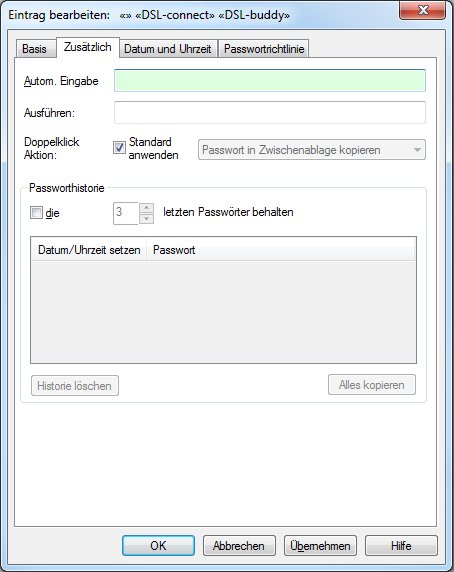 Eintrag bearbeiten: «» «DSL-connect» «DSL-buddy»
Basis Zusätzlich Datum und Uhrzeit Passwortrichtlinie
Autom. Eingabe
Ausführen:
Doppelklick
Aktion:
Standard
anwenden
Passwort in Zwischenablage kopieren
Passworthistorie
die 3 letzten Passwörter behalten
Datum/Uhrzeit setzen Passwort
Historie löschen Alles kopieren
OK Abbrechen Übernehmen Hilfe